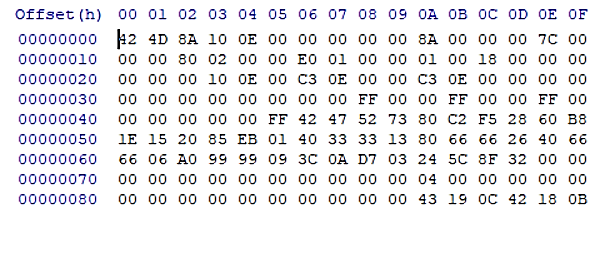 Offset(h) 00 01 02 03 04 05 06 07 08 09 0A 0B 0C 0D 0E 0F
00000000 42 4D 8A 10 0E 00 00 00 00 00 8A 00 00 00 7C 00
00000010 00 00 80 02 00 00 E0 01 00 00 01 00 18 00 00 00
00000020 00 00 00 10 0E 00 C3 0E 00 00 C3 0E 00 00 00 00
00000030 00 00 00 00 00 00 00 00 FF 00 00 FF 00 00 FF 00
00000040 00 00 00 00 00 FF 42 47 52 73 80 C2 F5 28 60 B8
00000050 1E 15 20 85 EB 01 40 33 33 13 80 66 66 26 40 66
00000060 66 06 A0 99 99 09 3C 0A D7 03 24 5C 8F 32 00 00
00000070 00 00 00 00 00 00 00 00 00 00 04 00 00 00 00 00
00000080 00 00 00 00 00 00 00 00 00 00 43 19 0C 42 18 0B